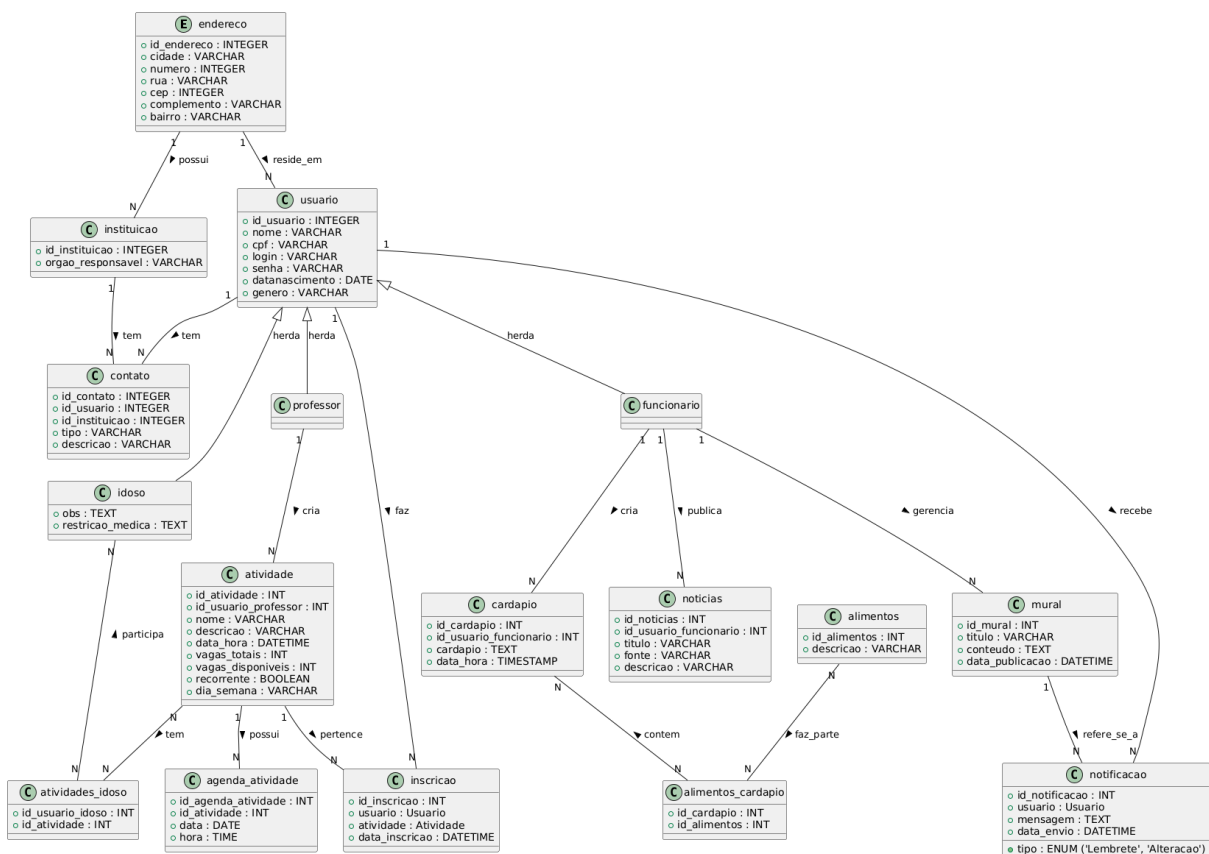 E endereco
id_endereco : INTEGER
cidade : VARCHAR
numero : INTEGER
rua : VARCHAR
cep : INTEGER
complemento : VARCHAR
bairro : VARCHAR
1
1
possui
reside_em
N
N
C usuario
id_usuario : INTEGER
nome : VARCHAR
cpf : VARCHAR
login : VARCHAR
senha : VARCHAR
datanascimento : DATE
genero : VARCHAR
C instituicao
id_instituicao : INTEGER
orgao_responsavel : VARCHAR
1
1
1
1
tem
tem
herda
herda
herda
N
N
C contato
id_contato : INTEGER
id_usuario : INTEGER
id_instituicao : INTEGER
tipo : VARCHAR
descricao : VARCHAR
C professor
C funcionario
1
1
1
1
C idoso
obs : TEXT
restricao_medica : TEXT
cria
faz
cria
publica
gerencia
recebe
N
N
N
N
N
C atividade
id_atividade : INT
id_usuario_professor : INT
nome : VARCHAR
descricao : VARCHAR
data_hora : DATETIME
vagas_totais : INT
vagas_disponiveis : INT
recorrente : BOOLEAN
dia_semana : VARCHAR
C cardapio
id_cardapio : INT
id_usuario_funcionario : INT
cardapio : TEXT
data_hora : TIMESTAMP
C noticias
id_noticias : INT
id_usuario_funcionario : INT
titulo : VARCHAR
fonte : VARCHAR
descricao : VARCHAR
C alimentos
id_alimentos : INT
descricao : VARCHAR
C mural
id_mural : INT
titulo : VARCHAR
conteudo : TEXT
data_publicacao : DATETIME
participa
N
1
1
N
N
1
tem
possui
pertence
contem
faz_parte
refere_se_a
N
N
N
N
N
N
N
N
N
C atividades_idoso
id_usuario_idoso : INT
id_atividade : INT
C agenda_atividade
id_agenda_atividade : INT
id_atividade : INT
data : DATE
hora : TIME
C inscricao
id_inscricao : INT
usuario : Usuario
atividade : Atividade
data_inscricao : DATETIME
C alimentos_cardapio
id_cardapio : INT
id_alimentos : INT
C notificacao
id_notificacao : INT
usuario : Usuario
mensagem : TEXT
data_envio : DATETIME
tipo : ENUM ('Lembrete', 'Alteracao')